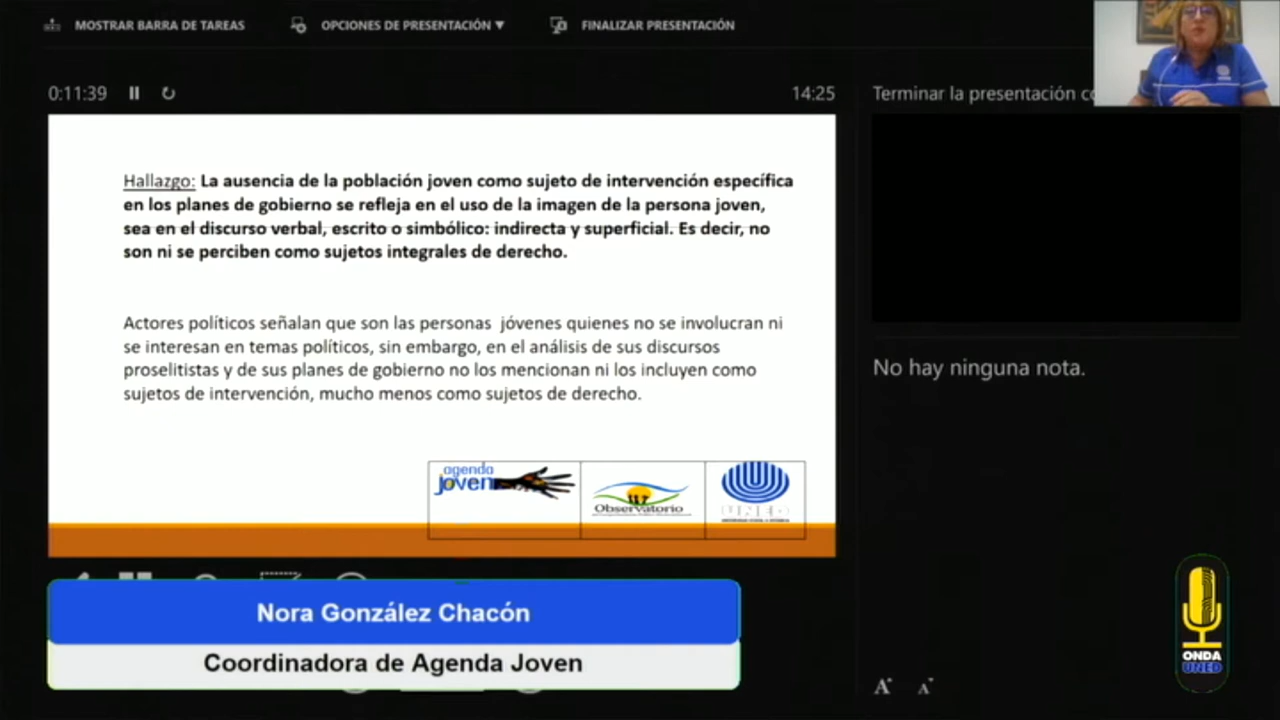 MOSTRAR BARRA DE TAREAS
OPCIONES DE PRESENTACIÓN ▼
FINALIZAR PRESENTACIÓN
0:11:39
14:25
Terminar la presentación co
Hallazgo: La ausencia de la población joven como sujeto de intervención específica
en los planes de gobierno se refleja en el uso de la imagen de la persona joven,
sea en el discurso verbal, escrito o simbólico: indirecta y superficial. Es decir, no
son ni se perciben como sujetos integrales de derecho.
Actores políticos señalan que son las personas jóvenes quienes no se involucran ni
se interesan en temas políticos, sin embargo, en el análisis de sus discursos
proselitistas y de sus planes de gobierno no los mencionan ni los incluyen como
sujetos de intervención, mucho menos como sujetos de derecho.
agenda
joven
Observatorio
UNED
No hay ninguna nota.
Nora González Chacón
Coordinadora de Agenda Joven
ONDA
UNED
A A